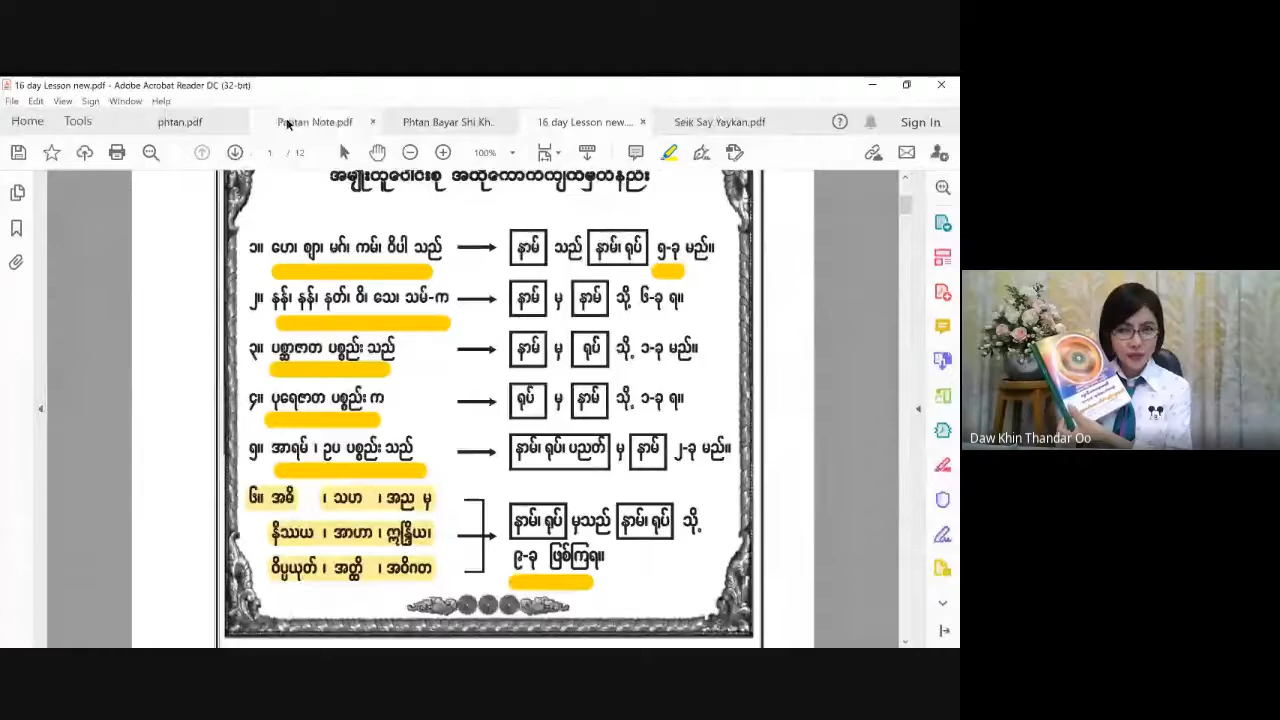 16 day Lesson new.pdf - Adobe Acrobat Reader DC (32-bit)
File Edit View Sign Window Help
Home Tools phtan.pdf Pahtan Note.pdf Phtan Bayar Shi Kh.. 16 day Lesson new.... Seik Say Yaykan.pdf Sign In
1 / 12 100%
၁။ ဟေ၊ ဈာ၊ မဂ်၊ ကမ်၊ ဝိပါ သည် နာမ် သည် နာမ်၊ ရုပ် ၅-ခု မည်။
၂။ နန်၊ နန်၊ နတ်၊ ဝိ၊ သေ၊ သမ်-က နာမ် မှ နာမ် သို့ ၆-ခု ရ။
၃။ ပစ္ဆာဇာတ ပစ္စည်း သည် နာမ် မှ ရုပ် သို့ ၁-ခု မည်။
၄။ ပုရေဇာတ ပစ္စည်း က ရုပ် မှ နာမ် သို့ ၁-ခု ရ။
၅။ အာရမ် ၊ ဥပ ပစ္စည်း သည် နာမ်၊ ရုပ်၊ ပညတ် မှ နာမ် ၂-ခု မည်။
၆။ အဓိ ၊ သဟ ၊ အည မှ
နိဿယ ၊ အာဟာ ၊ ဣန္ဒြိယ၊ နာမ်၊ ရုပ် မှသည် နာမ်၊ ရုပ် သို့
ဝိပ္ပယုတ် ၊ အတ္ထိ ၊ အဝိဂတ ၉-ခု ဖြစ်ကြရ။
Daw Khin Thandar Oo